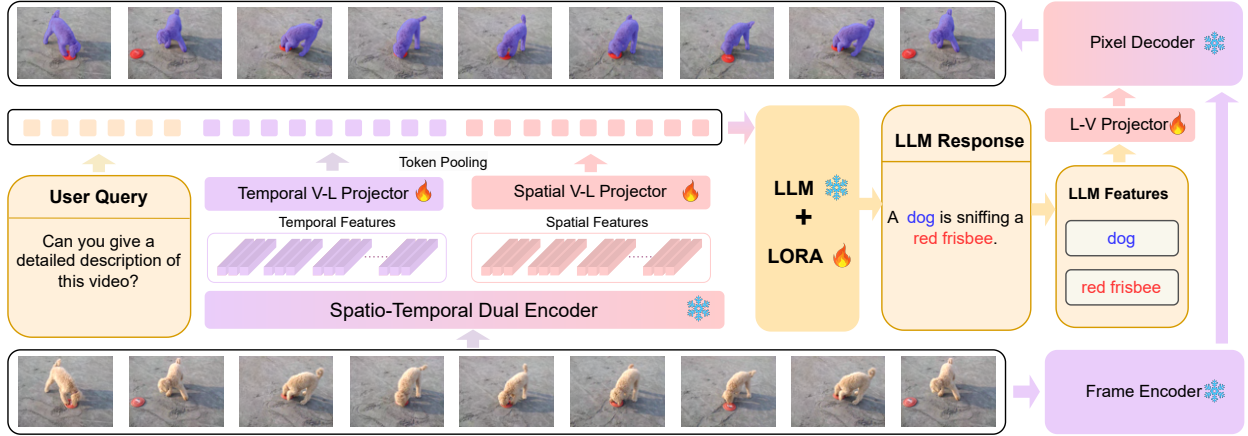 Pixel Decoder
Token Pooling
User Query
Can you give a
detailed description of
this video?
Temporal V-L Projector
Spatial V-L Projector
Temporal Features
Spatial Features
Spatio-Temporal Dual Encoder
LLM
+
LORA
LLM Response
A dog is sniffing a
red frisbee.
L-V Projector
LLM Features
dog
red frisbee
Frame Encoder